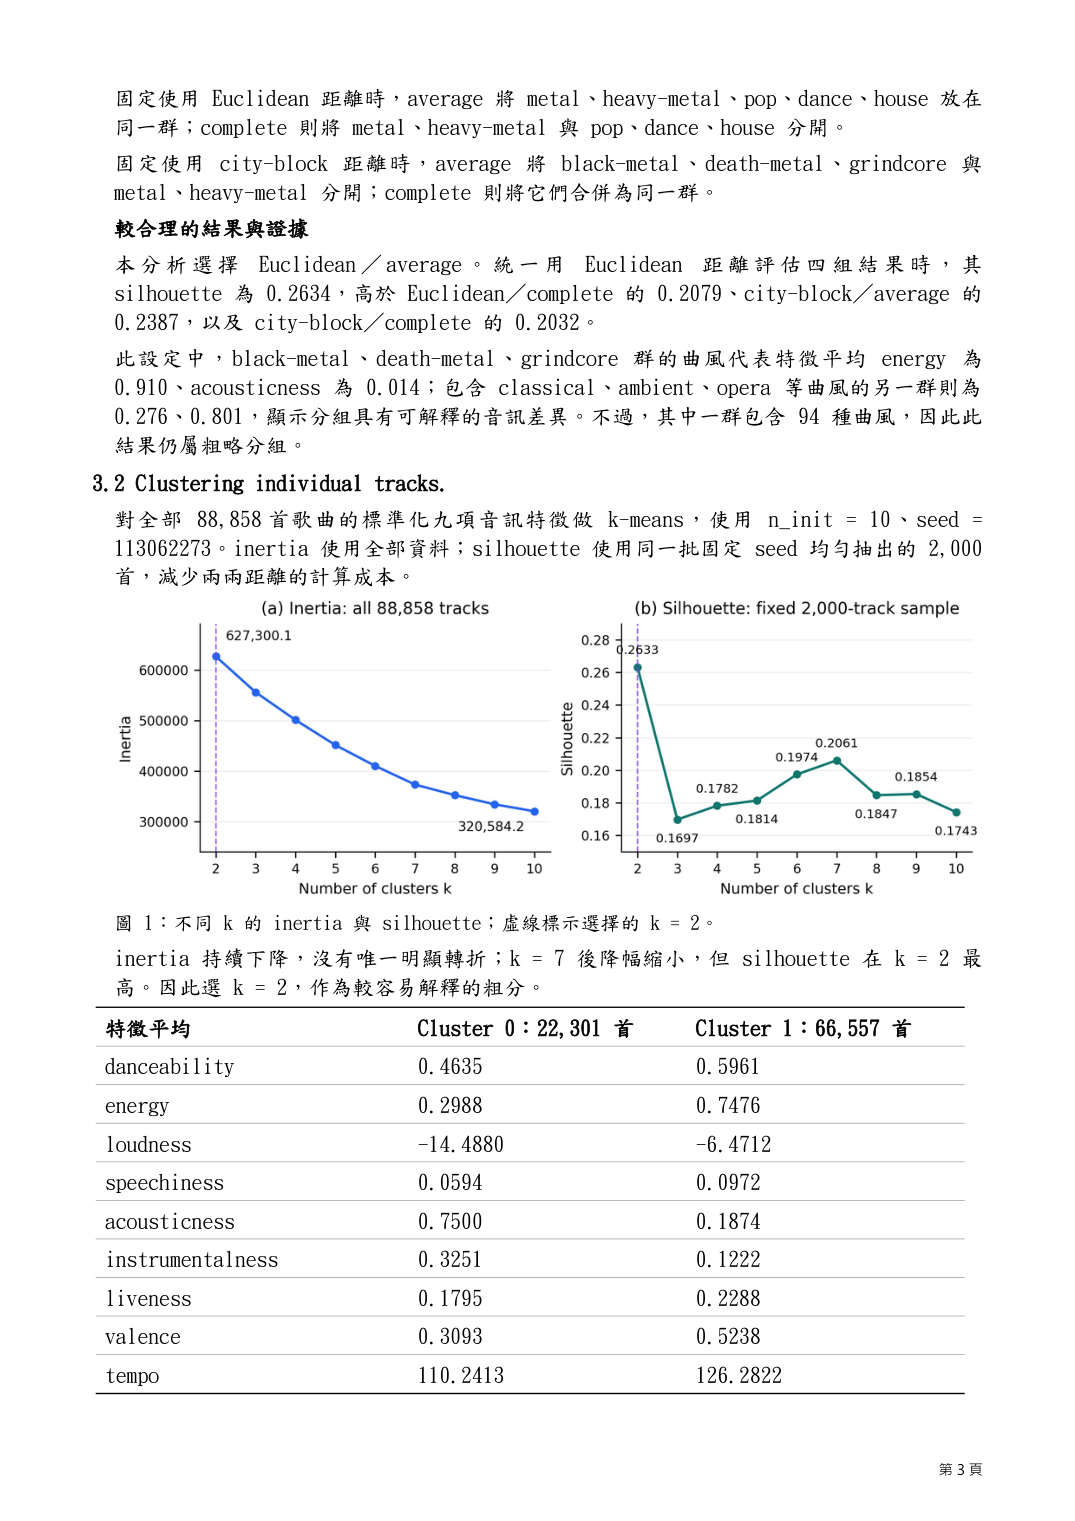 固定使用 Euclidean 距離時，average 將 metal、heavy-metal、pop、dance、house 放在
同一群；complete 則將 metal、heavy-metal 與 pop、dance、house 分開。
固定使用 city-block 距離時，average 將 black-metal、death-metal、grindcore 與
metal、heavy-metal 分開；complete 則將它們合併為同一群。
較合理的結果與證據
本分析選擇 Euclidean／average。統一用 Euclidean 距離評估四組結果時，其
silhouette 為 0.2634，高於 Euclidean／complete 的 0.2079、city-block／average 的
0.2387，以及 city-block／complete 的 0.2032。
此設定中，black-metal、death-metal、grindcore 群的曲風代表特徵平均 energy 為
0.910、acousticness 為 0.014；包含 classical、ambient、opera 等曲風的另一群則為
0.276、0.801，顯示分組具有可解釋的音訊差異。不過，其中一群包含 94 種曲風，因此此
結果仍屬粗略分組。
3.2 Clustering individual tracks.
對全部 88,858 首歌曲的標準化九項音訊特徵做 k-means，使用 n_init = 10、seed =
113062273。inertia 使用全部資料；silhouette 使用同一批固定 seed 均勻抽出的 2,000
首，減少兩兩距離的計算成本。
(a) Inertia: all 88,858 tracks
627,300.1
600000
500000
400000
300000
Inertia
320,584.2
2 3 4 5 6 7 8 9 10
Number of clusters k
(b) Silhouette: fixed 2,000-track sample
0.28
0.26
0.24
0.22
0.20
0.18
0.16
Silhouette
0.2633
0.1697
0.1782
0.1814
0.1974
0.2061
0.1847
0.1854
0.1743
2 3 4 5 6 7 8 9 10
Number of clusters k
圖 1：不同 k 的 inertia 與 silhouette；虛線標示選擇的 k = 2。
inertia 持續下降，沒有唯一明顯轉折；k = 7 後降幅縮小，但 silhouette 在 k = 2 最
高。因此選 k = 2，作為較容易解釋的粗分。
特徵平均 Cluster 0：22,301 首 Cluster 1：66,557 首
danceability 0.4635 0.5961
energy 0.2988 0.7476
loudness -14.4880 -6.4712
speechiness 0.0594 0.0972
acousticness 0.7500 0.1874
instrumentalness 0.3251 0.1222
liveness 0.1795 0.2288
valence 0.3093 0.5238
tempo 110.2413 126.2822
第 3 頁